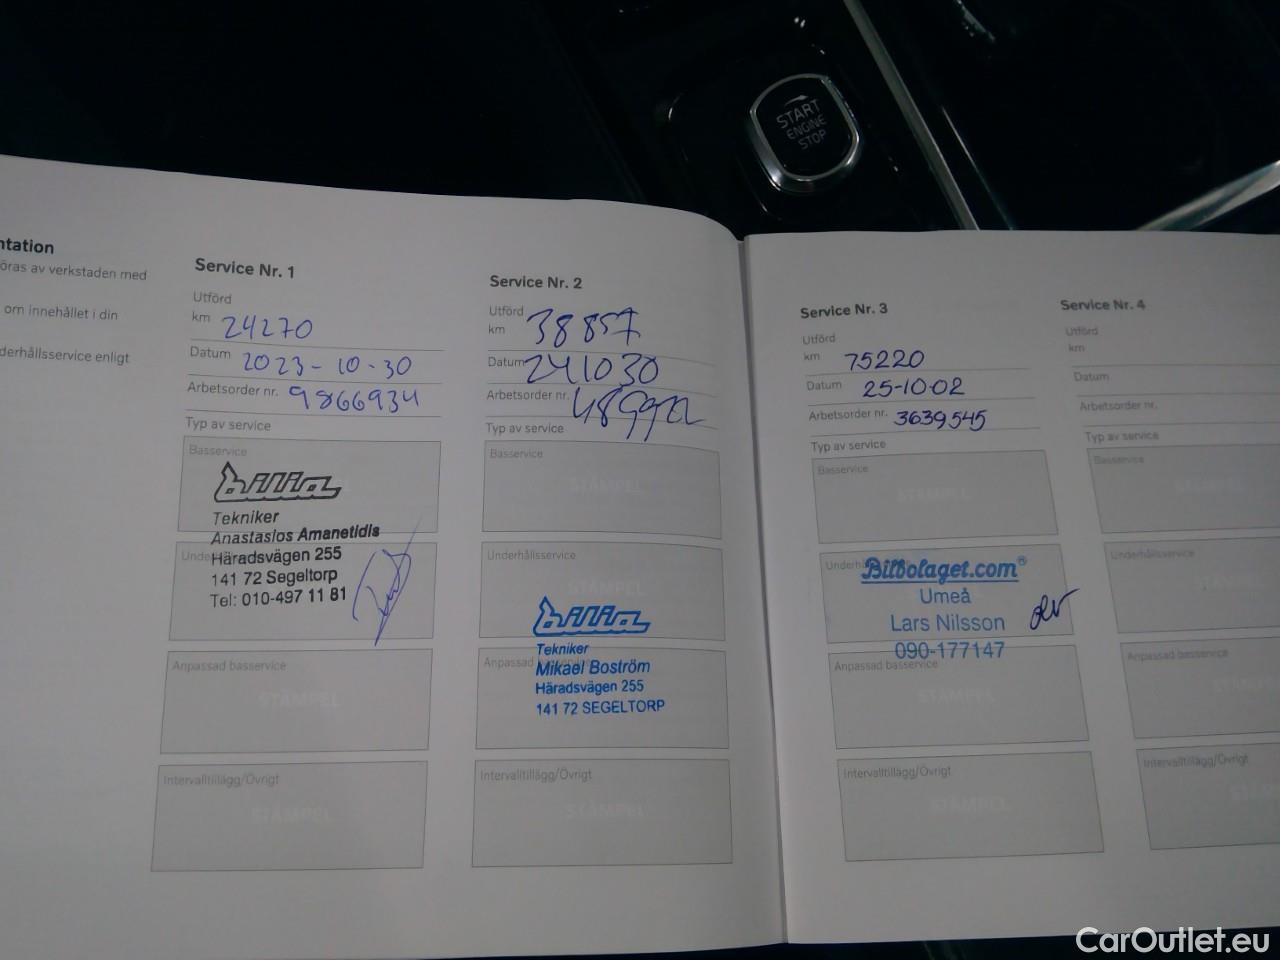 START
ENGINE
STOP
ntation
öras av verkstaden med
om innehållet i din
derhållsservice enligt
Service Nr. 1
Utförd
km 24270
Datum 2023-10-30
Arbetsorder nr. 9866934
Typ av service
Basservice
bilia
Tekniker
Anastasios Amanetidis
Häradsvägen 255
141 72 Segeltorp
Tel: 010-497 11 81
Anpassad basservice
STÄMPEL
Intervalltillägg/Övrigt
STÄMPEL
Service Nr. 2
Utförd
km 38857
Datum 241030
Arbetsorder nr.
Typ av service
Basservice
STÄMPEL
Underhållsservice
bilia
Tekniker
Mikael Boström
Häradsvägen 255
141 72 SEGELTORP
Anpassad basservice
Intervalltillägg/Övrigt
STÄMPEL
Service Nr. 3
Utförd
km 75220
Datum 25-10-02
Arbetsorder nr. 3639545
Typ av service
Basservice
STÄMPEL
Bilbolaget.com®
Umeå
Lars Nilsson
090-177147
Anpassad basservice
STÄMPEL
Intervalltillägg/Övrigt
STÄMPEL
Service Nr. 4
Utförd
km
Datum
Arbetsorder nr.
Typ av service
Basservice
Underhållsservice
Anpassad basservice
Intervalltillägg/Övrigt
CarOutlet.eu